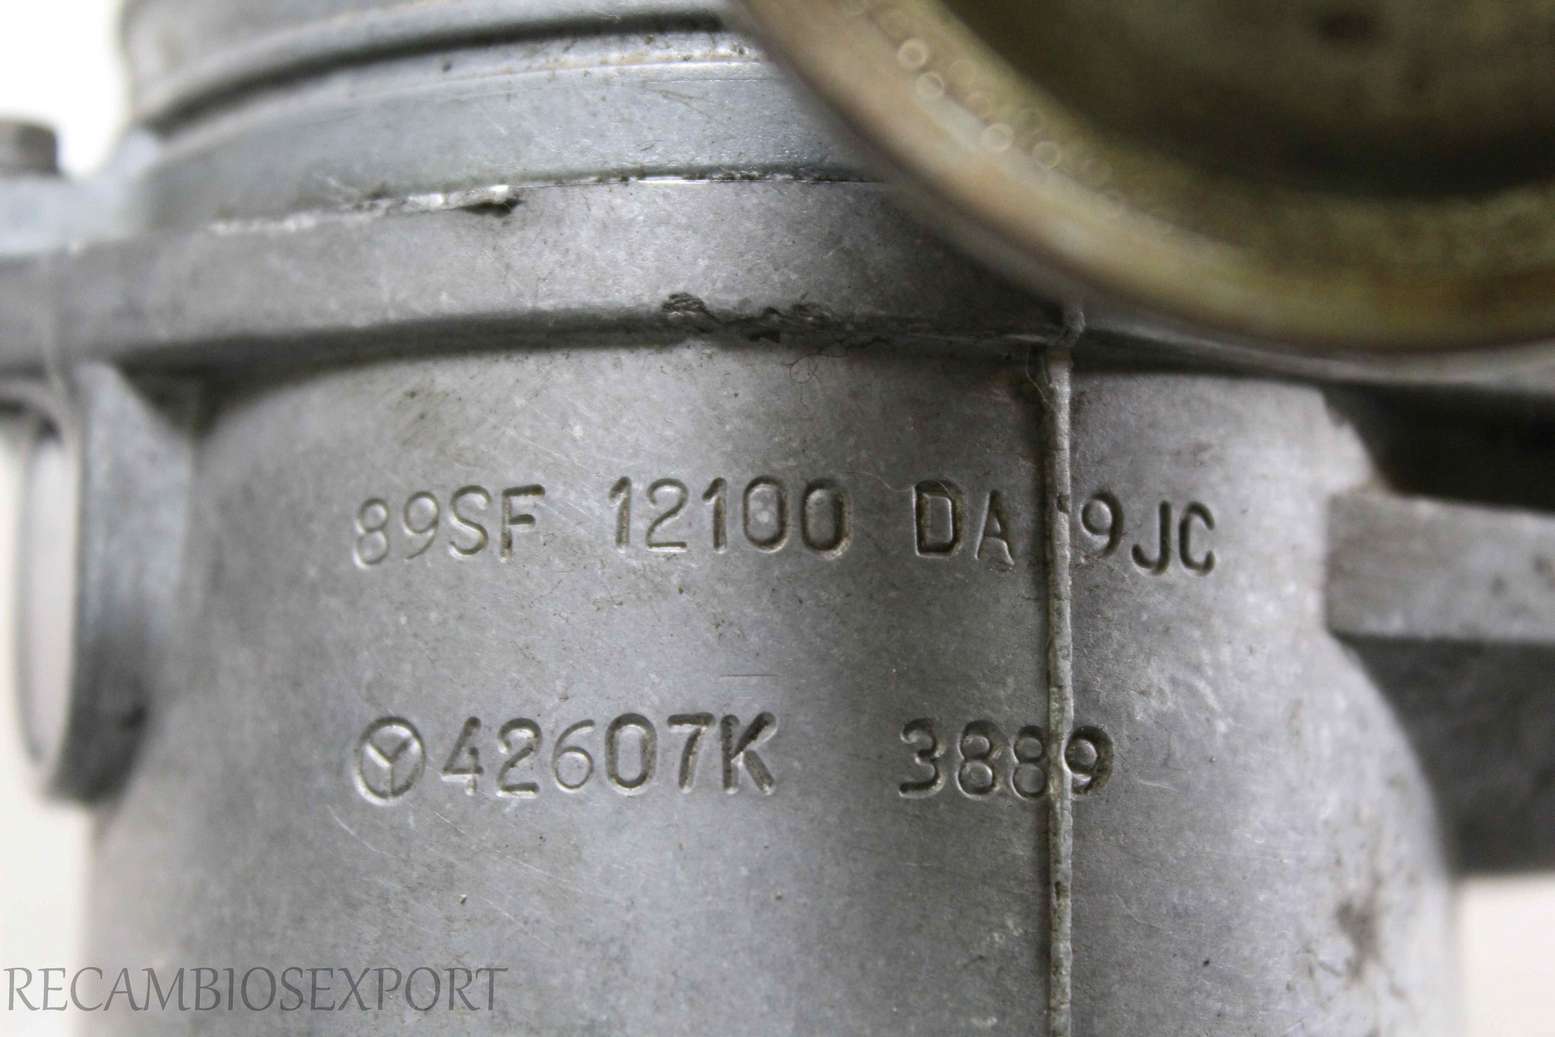 89SF 12100 DA 9JC
42607K 3889
RECAMBIOSEXPORT